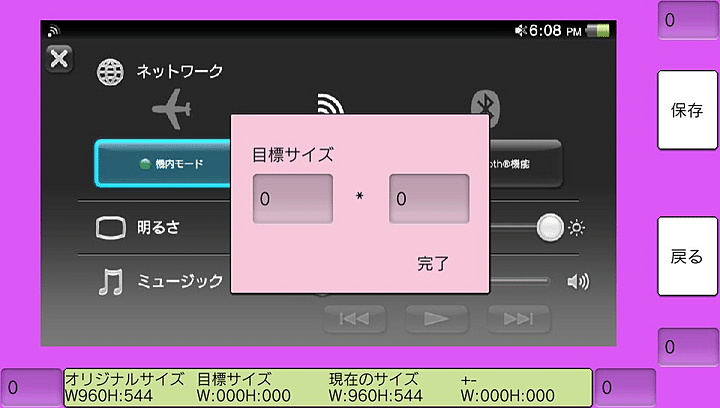 6:08 PM
0
ネットワーク
保存
目標サイズ
機内モード
oth®機能
0 * 0
明るさ
戻る
完了
ミュージック
0
0
オリジナルサイズ 目標サイズ 現在のサイズ +-
W960H:544 W:000H:000 W:960H:544 W:000H:000
0